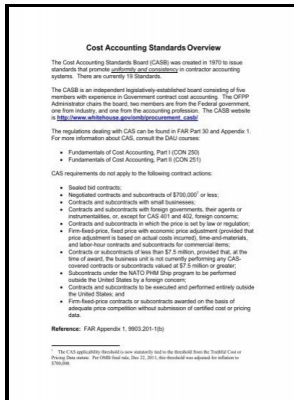 Cost Accounting Standards Overview
The Cost Accounting Standards Board (CASB) was created in 1970 to issue
standards that promote uniformity and consistency in contractor accounting
systems. There are currently 19 Standards.
The CASB is an independent legislatively-established board consisting of five
members with experience in Government contract cost accounting. The OFPP
Administrator chairs the board, two members are from the Federal government,
one from industry, and one from the accounting profession. The CASB website
is http://www.whitehouse.gov/omb/procurement_casb/
The regulations dealing with CAS can be found in FAR Part 30 and Appendix 1.
For more information about CAS, consult the DAU courses:
• Fundamentals of Cost Accounting, Part I (CON 250)
• Fundamentals of Cost Accounting, Part II (CON 251)
CAS requirements do not apply to the following contract actions:
• Sealed bid contracts;
• Negotiated contracts and subcontracts of $700,000¹ or less;
• Contracts and subcontracts with small businesses;
• Contracts and subcontracts with foreign governments, their agents or
instrumentalities, or, except for CAS 401 and 402, foreign concerns;
• Contracts and subcontracts in which the price is set by law or regulation;
• Firm-fixed-price, fixed price with economic price adjustment (provided that
price adjustment is based on actual costs incurred), time-and-materials,
and labor-hour contracts and subcontracts for commercial items;
• Contracts or subcontracts of less than $7.5 million, provided that, at the
time of award, the business unit is not currently performing any CAS-
covered contracts or subcontracts valued at $7.5 million or greater;
• Subcontracts under the NATO PHM Ship program to be performed
outside the United States by a foreign concern;
• Contracts and subcontracts to be executed and performed entirely outside
the United States; and
• Firm-fixed-price contracts or subcontracts awarded on the basis of
adequate price competition without submission of certified cost or pricing
data.
Reference: FAR Appendix 1, 9903.201-1(b)
¹ The CAS applicability threshold is now statutorily tied to the threshold from the Truthful Cost or
Pricing Data statute. Per OMB final rule, Dec 22, 2011, this threshold was adjusted for inflation to
$700,000.